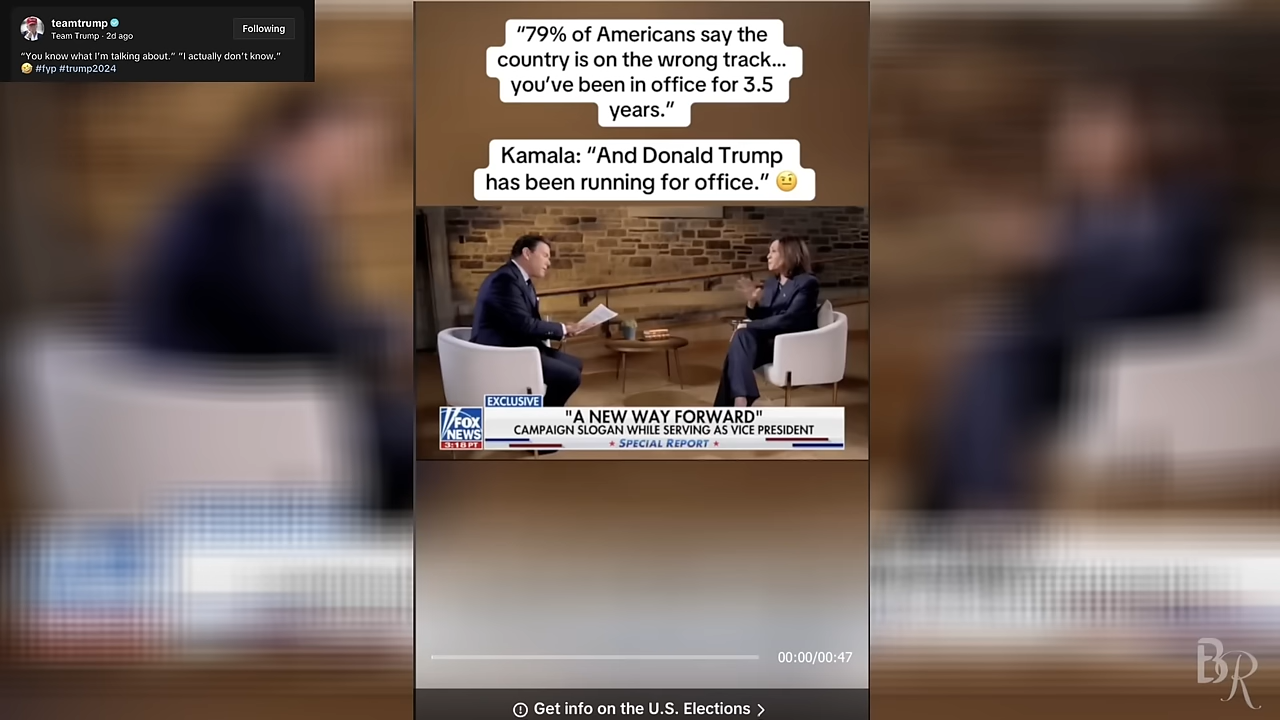 teamtrump
Team Trump · 2d ago
Following
“You know what I’m talking about.” “I actually don’t know.”
🤣 #fyp #trump2024
“79% of Americans say the
country is on the wrong track...
you’ve been in office for 3.5
years.”
Kamala: “And Donald Trump
has been running for office.” 🤨
EXCLUSIVE
FOX
NEWS
3:18 PT
"A NEW WAY FORWARD"
CAMPAIGN SLOGAN WHILE SERVING AS VICE PRESIDENT
★ SPECIAL REPORT ★
00:00/00:47
Get info on the U.S. Elections >
BR